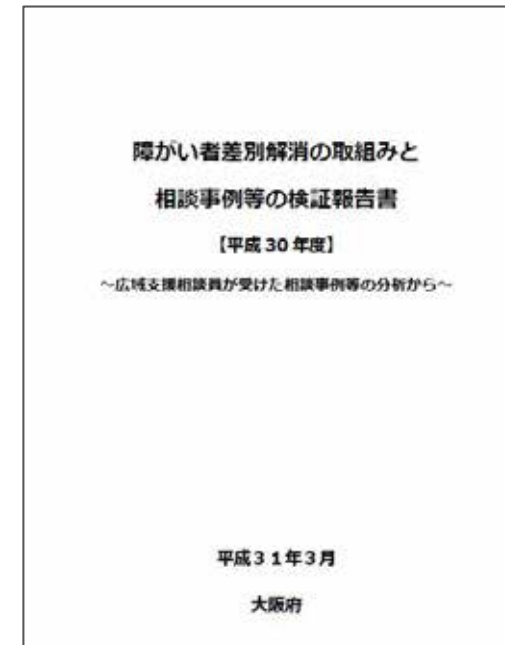 障がい者差別解消の取組みと
相談事例等の検証報告書
【平成30年度】
～広域支援相談員が受けた相談事例等の分析から～
平成31年3月
大阪府